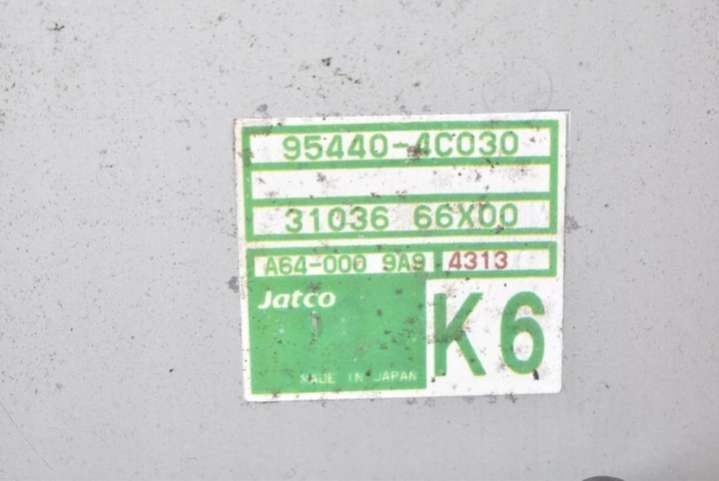 95440-4C030
31036 66X00
A64-000 9A9 4313
Jatco
K6
MADE IN JAPAN